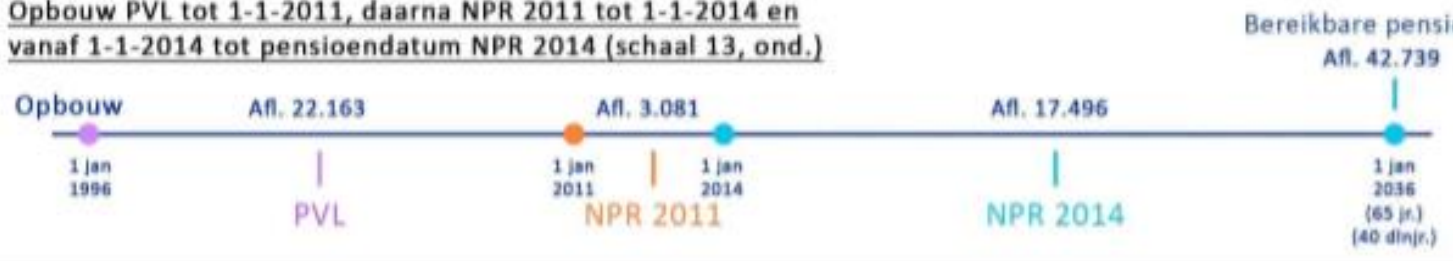 Opbouw PVL tot 1-1-2011, daarna NPR 2011 tot 1-1-2014 en
vanaf 1-1-2014 tot pensioendatum NPR 2014 (schaal 13, ond.)
Bereikbare pensi
Afl. 42.739
Opbouw
Afl. 22.163
Afl. 3.081
Afl. 17.496
1 jan
1996
PVL
1 jan
2011
NPR 2011
1 jan
2014
NPR 2014
1 jan
2036
(65 jr.)
(40 dlnjr.)